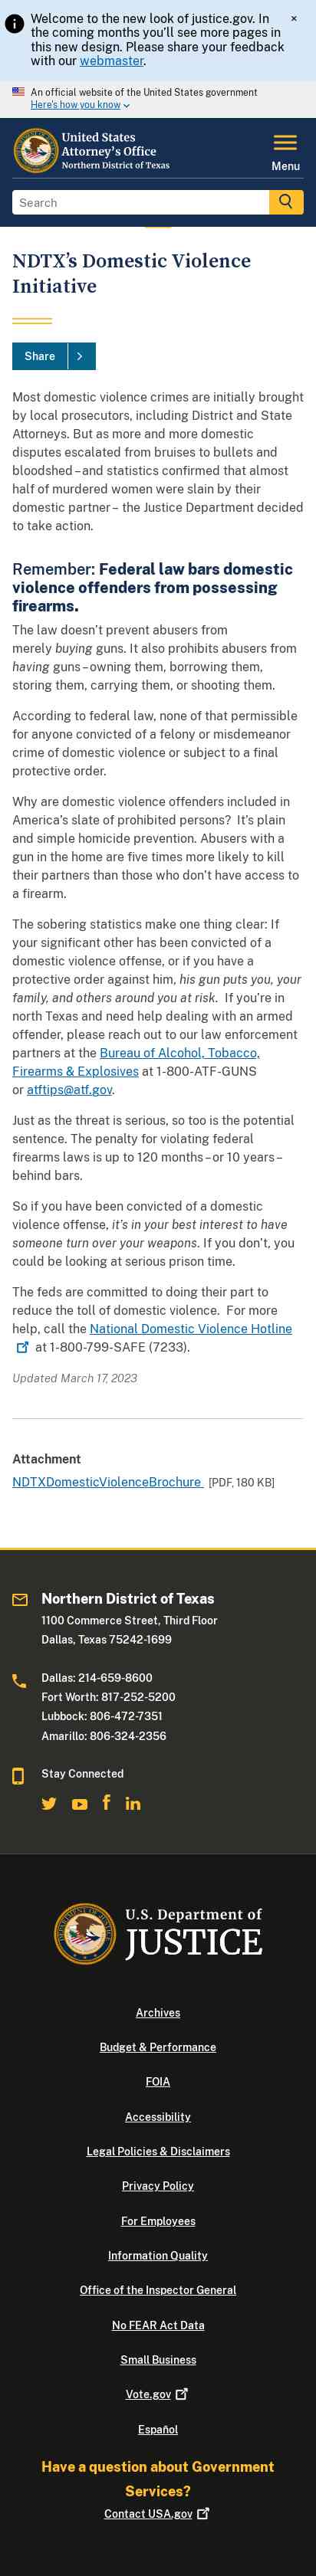 Welcome to the new look of justice.gov. In
the coming months you’ll see more pages in
this new design. Please share your feedback
with our webmaster.
×
An official website of the United States government
Here's how you know
United States
Attorney's Office
Northern District of Texas
Menu
Search
NDTX’s Domestic Violence
Initiative
Share
Most domestic violence crimes are initially brought
by local prosecutors, including District and State
Attorneys. But as more and more domestic
disputes escalated from bruises to bullets and
bloodshed – and statistics confirmed that almost
half of murdered women were slain by their
domestic partner – the Justice Department decided
to take action.
Remember: Federal law bars domestic
violence offenders from possessing
firearms.
The law doesn’t prevent abusers from
merely buying guns. It also prohibits abusers from
having guns – owning them, borrowing them,
storing them, carrying them, or shooting them.
According to federal law, none of that permissible
for anyone convicted of a felony or misdemeanor
crime of domestic violence or subject to a final
protective order.
Why are domestic violence offenders included in
America’s slate of prohibited persons?  It’s plain
and simple homicide prevention. Abusers with a
gun in the home are five times more likely to kill
their partners than those who don’t have access to
a firearm.
The sobering statistics make one thing clear: If
your significant other has been convicted of a
domestic violence offense, or if you have a
protective order against him, his gun puts you, your
family, and others around you at risk.  If you’re in
north Texas and need help dealing with an armed
offender, please reach out to our law enforcement
partners at the Bureau of Alcohol, Tobacco,
Firearms & Explosives at 1-800-ATF-GUNS
or atftips@atf.gov.
Just as the threat is serious, so too is the potential
sentence. The penalty for violating federal
firearms laws is up to 120 months – or 10 years –
behind bars.
So if you have been convicted of a domestic
violence offense, it’s in your best interest to have
someone turn over your weapons. If you don’t, you
could be looking at serious prison time.
The feds are committed to doing their part to
reduce the toll of domestic violence.  For more
help, call the National Domestic Violence Hotline
at 1-800-799-SAFE (7233).
Updated March 17, 2023
Attachment
NDTXDomesticViolenceBrochure [PDF, 180 KB]
Northern District of Texas
1100 Commerce Street, Third Floor
Dallas, Texas 75242-1699
Dallas: 214-659-8600
Fort Worth: 817-252-5200
Lubbock: 806-472-7351
Amarillo: 806-324-2356
Stay Connected
U.S. Department of
JUSTICE
Archives
Budget & Performance
FOIA
Accessibility
Legal Policies & Disclaimers
Privacy Policy
For Employees
Information Quality
Office of the Inspector General
No FEAR Act Data
Small Business
Vote.gov
Español
Have a question about Government
Services?
Contact USA.gov